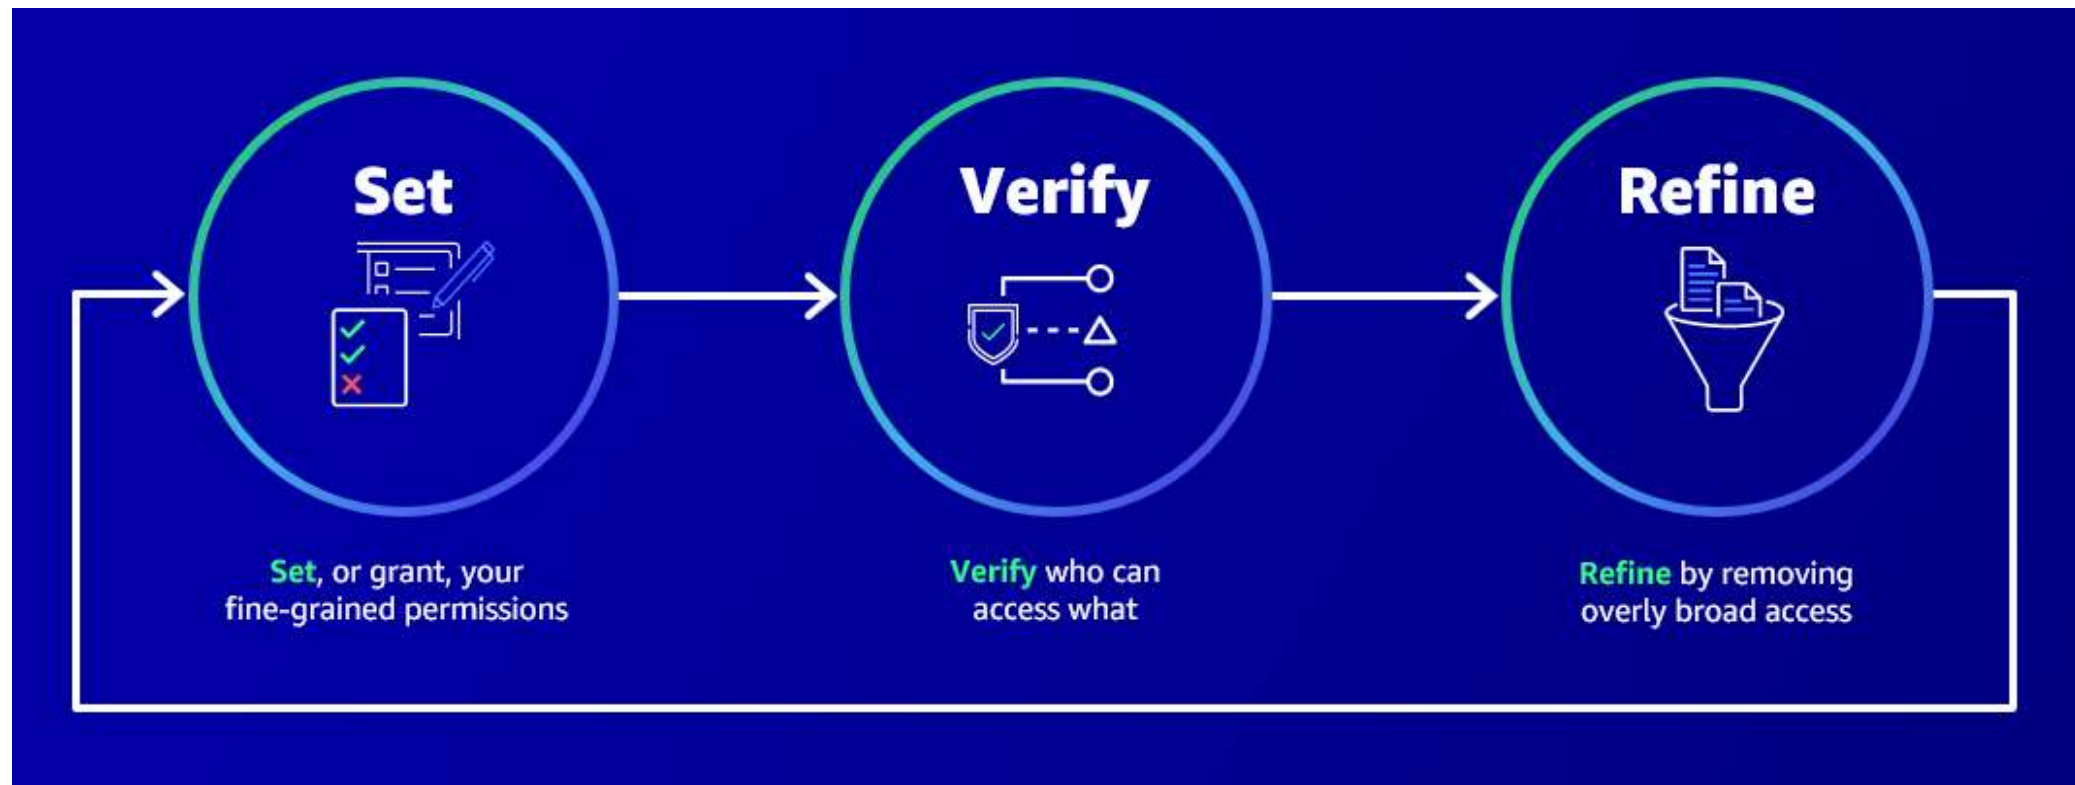 Set
Set, or grant, your
fine-grained permissions
Verify
Verify who can
access what
Refine
Refine by removing
overly broad access